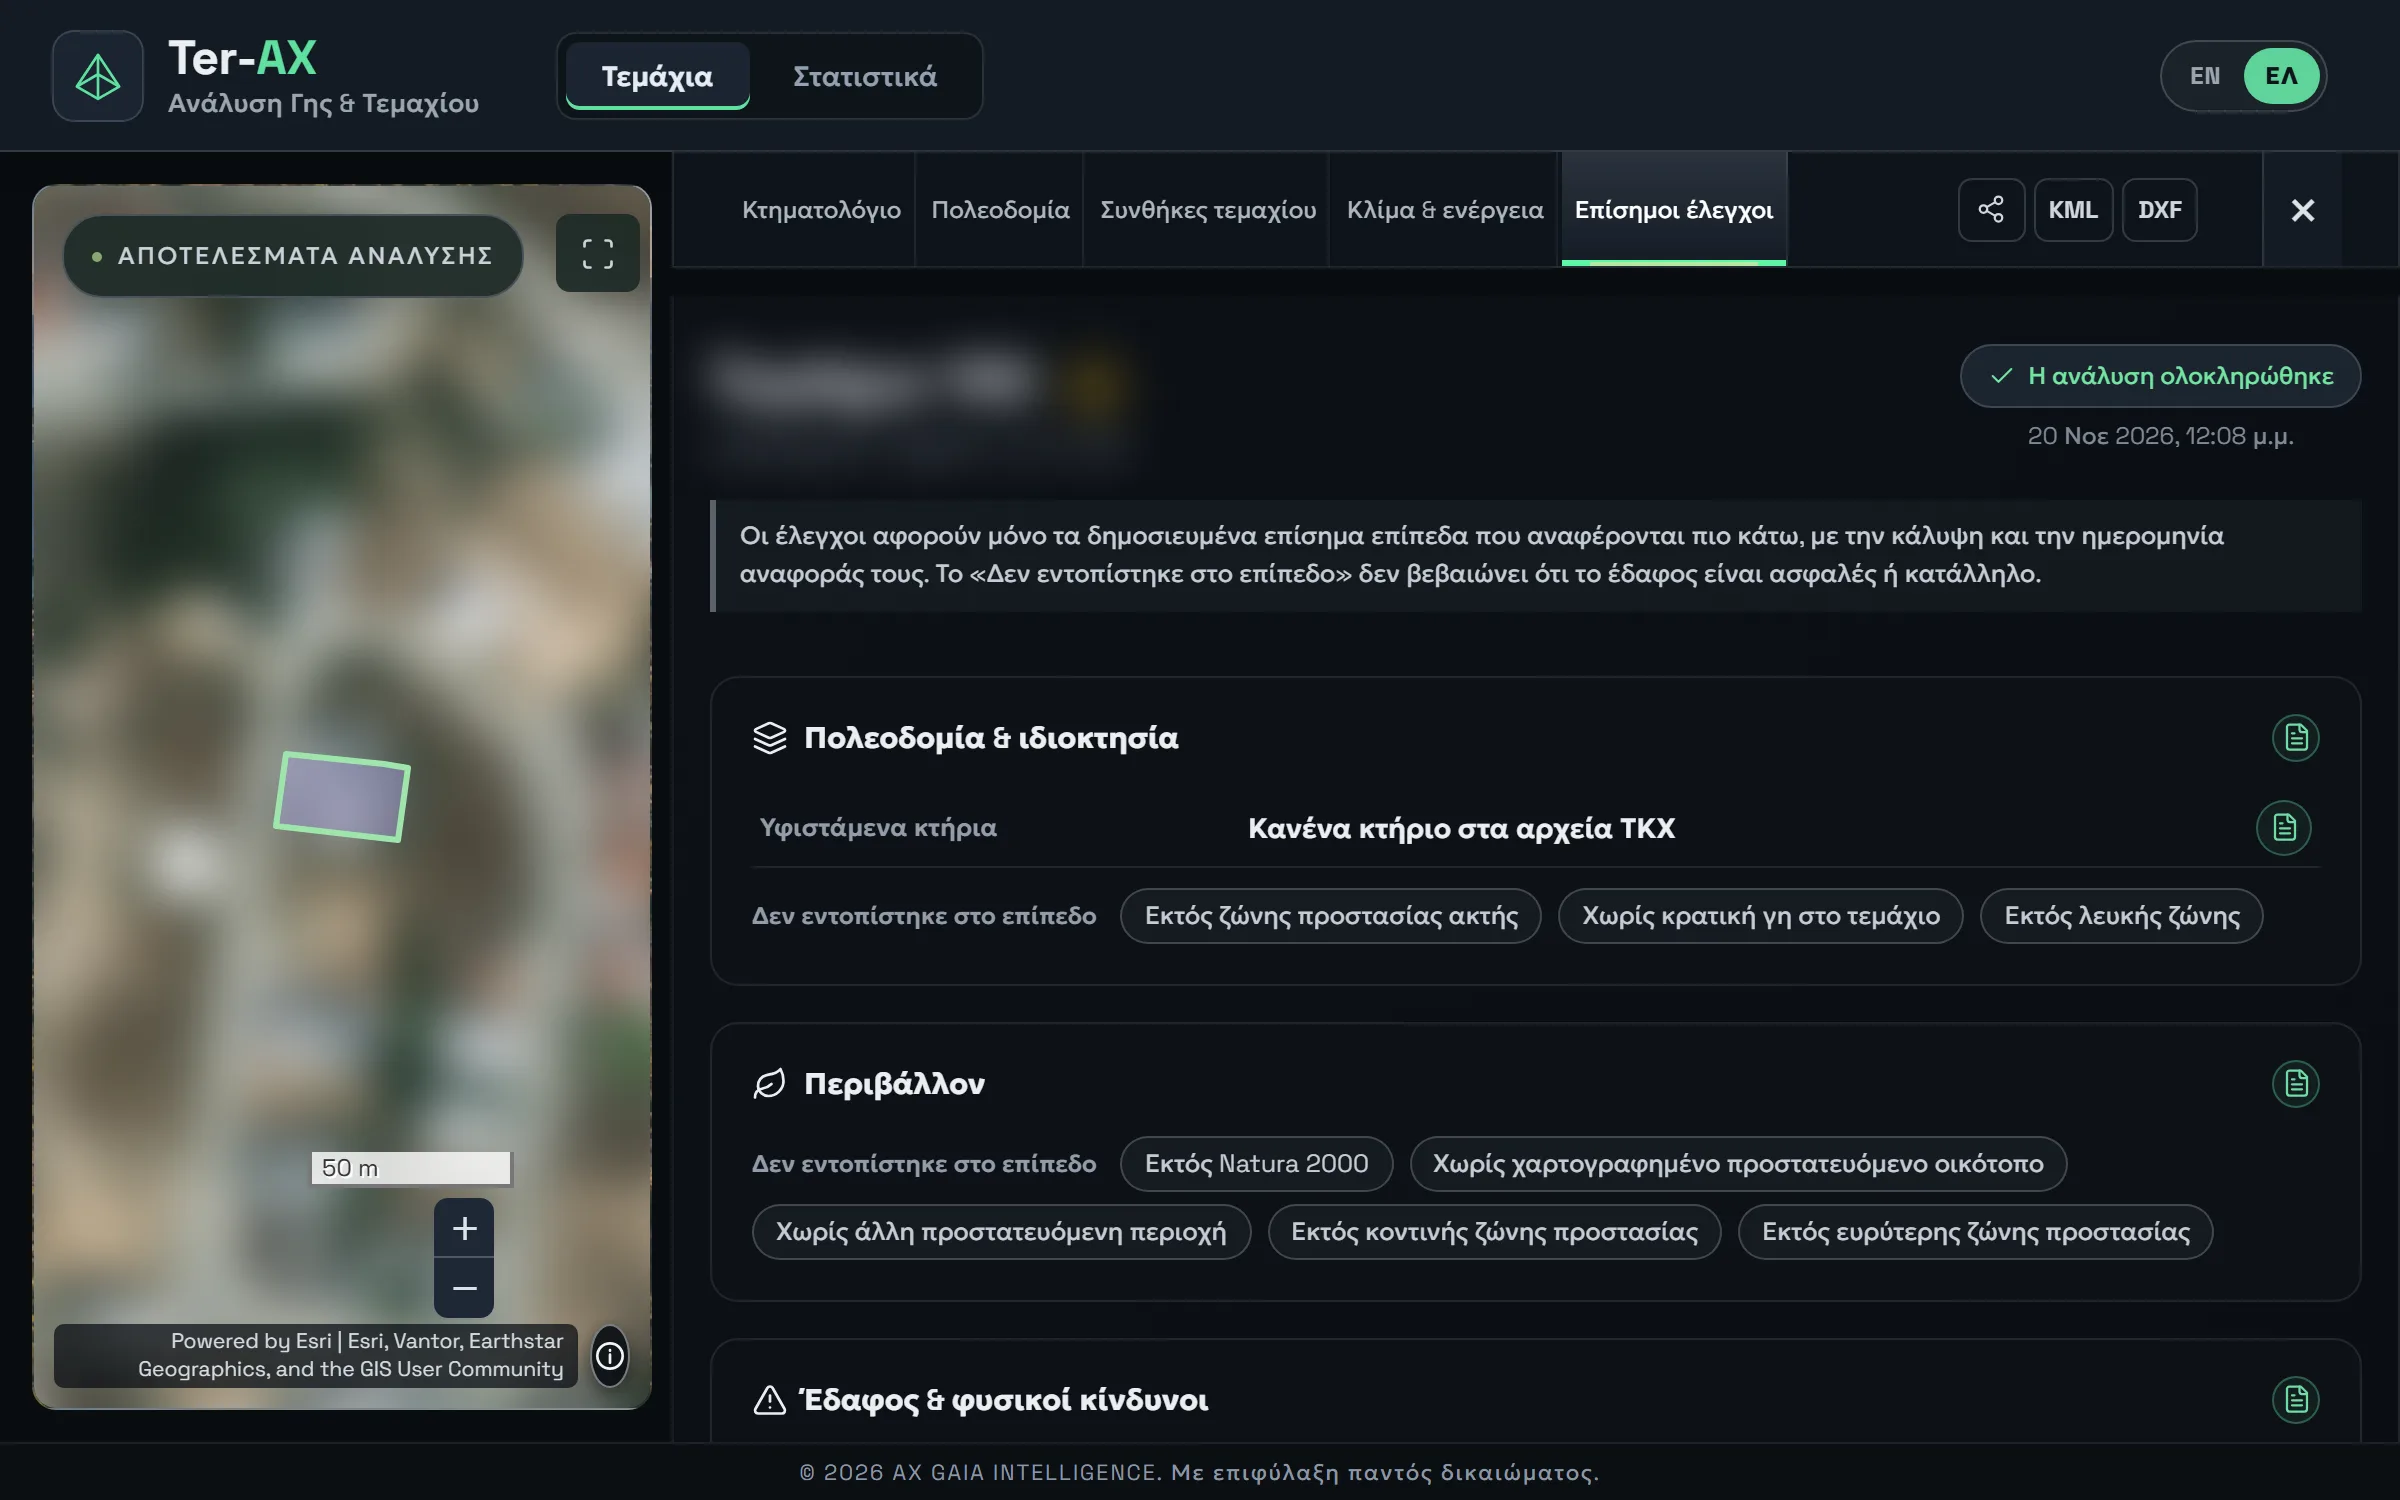 Ter-AX
Ανάλυση Γης & Τεμαχίου
Τεμάχια
Στατιστικά
EN
ΕΛ
ΑΠΟΤΕΛΕΣΜΑΤΑ ΑΝΑΛΥΣΗΣ
Κτηματολόγιο
Πολεοδομία
Συνθήκες τεμαχίου
Κλίμα & ενέργεια
Επίσημοι έλεγχοι
KML
DXF
Η ανάλυση ολοκληρώθηκε
20 Νοε 2026, 12:08 μ.μ.
Οι έλεγχοι αφορούν μόνο τα δημοσιευμένα επίσημα επίπεδα που αναφέρονται πιο κάτω, με την κάλυψη και την ημερομηνία
αναφοράς τους. Το «Δεν εντοπίστηκε στο επίπεδο» δεν βεβαιώνει ότι το έδαφος είναι ασφαλές ή κατάλληλο.
Πολεοδομία & ιδιοκτησία
Υφιστάμενα κτήρια
Κανένα κτήριο στα αρχεία ΤΚΧ
Δεν εντοπίστηκε στο επίπεδο
Εκτός ζώνης προστασίας ακτής
Χωρίς κρατική γη στο τεμάχιο
Εκτός λευκής ζώνης
Περιβάλλον
Δεν εντοπίστηκε στο επίπεδο
Εκτός Natura 2000
Χωρίς χαρτογραφημένο προστατευόμενο οικότοπο
Χωρίς άλλη προστατευόμενη περιοχή
Εκτός κοντινής ζώνης προστασίας
Εκτός ευρύτερης ζώνης προστασίας
Έδαφος & φυσικοί κίνδυνοι
50 m
Powered by Esri | Esri, Vantor, Earthstar
Geographics, and the GIS User Community
© 2026 AX GAIA INTELLIGENCE. Με επιφύλαξη παντός δικαιώματος.